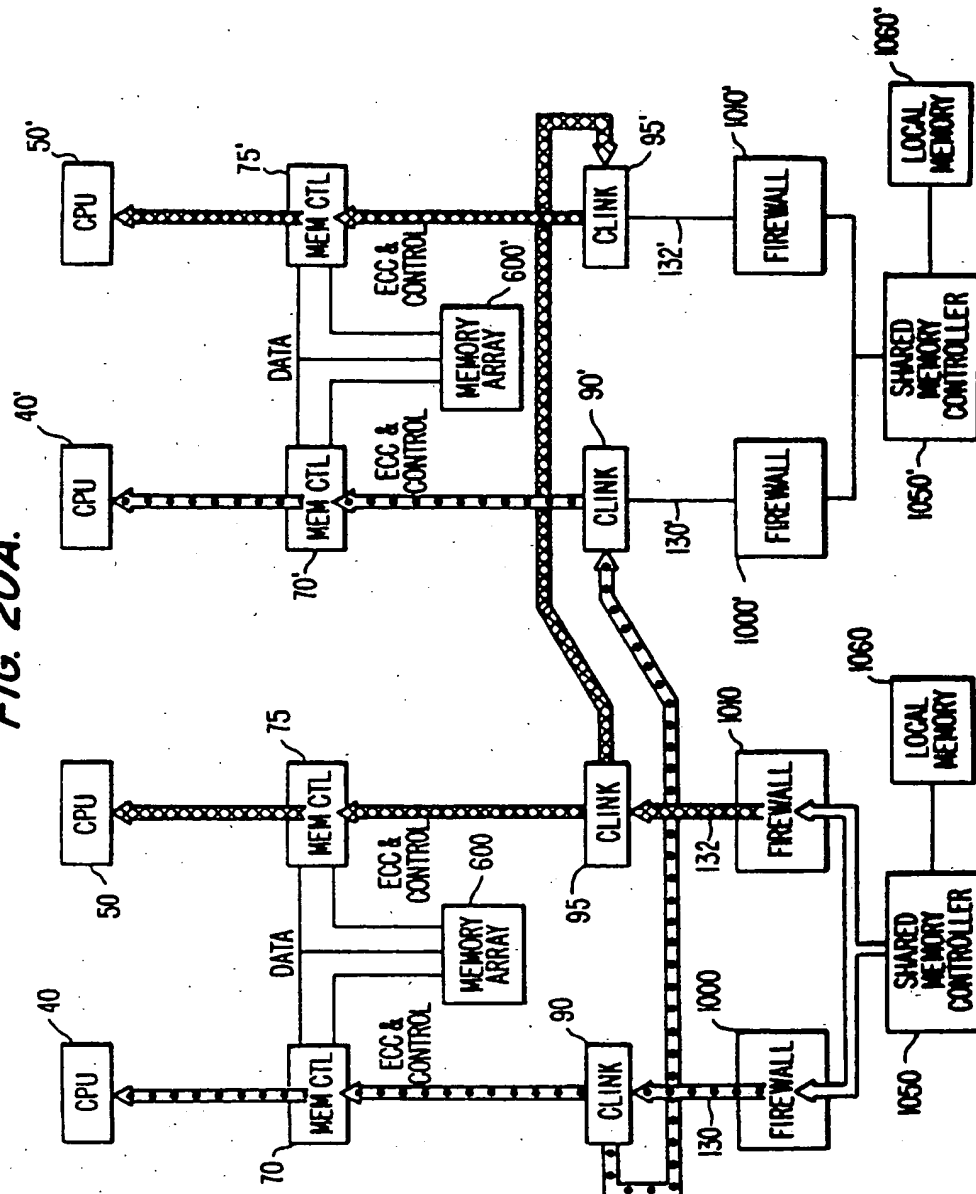 FIG. 20A.
40
CPU
50
CPU
40'
CPU
50'
CPU
70
MEM CTL
DATA
75
MEM CTL
70'
MEM CTL
DATA
75'
MEM CTL
ECC &
CONTROL
ECC &
CONTROL
600
MEMORY
ARRAY
ECC &
CONTROL
ECC &
CONTROL
600'
MEMORY
ARRAY
90
CLINK
95
CLINK
90'
CLINK
95'
CLINK
130
132
130'
132'
1000
FIREWALL
1010
FIREWALL
1000'
FIREWALL
1010'
FIREWALL
1050
SHARED
MEMORY
CONTROLLER
1060
LOCAL
MEMORY
1050'
SHARED
MEMORY
CONTROLLER
1060'
LOCAL
MEMORY